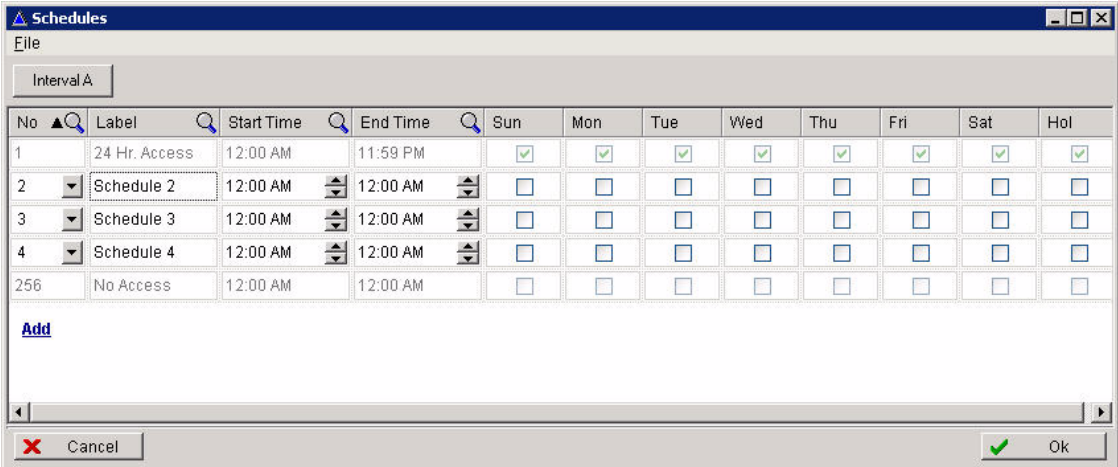 Schedules
File
Interval A
No Label Start Time End Time Sun Mon Tue Wed Thu Fri Sat Hol
1 24 Hr. Access 12:00 AM 11:59 PM
2 Schedule 2 12:00 AM 12:00 AM
3 Schedule 3 12:00 AM 12:00 AM
4 Schedule 4 12:00 AM 12:00 AM
256 No Access 12:00 AM 12:00 AM
Add
Cancel Ok